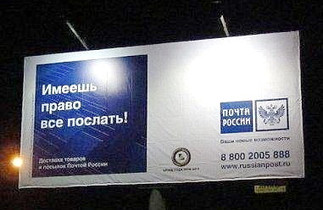 Имеешь
право
все послать!
Доставка товаров
и посылок Почтой России
ПОЧТА
РОССИИ
Ваши новые возможности
8 800 2005 888
www.russianpost.ru